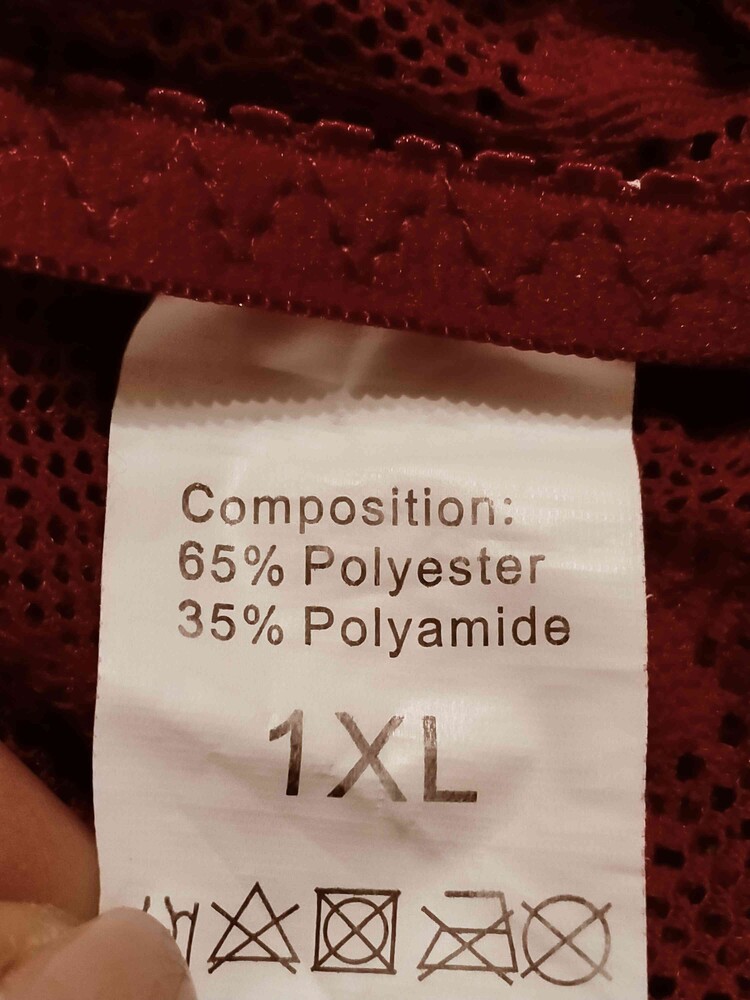 Composition:
65% Polyester
35% Polyamide
1XL